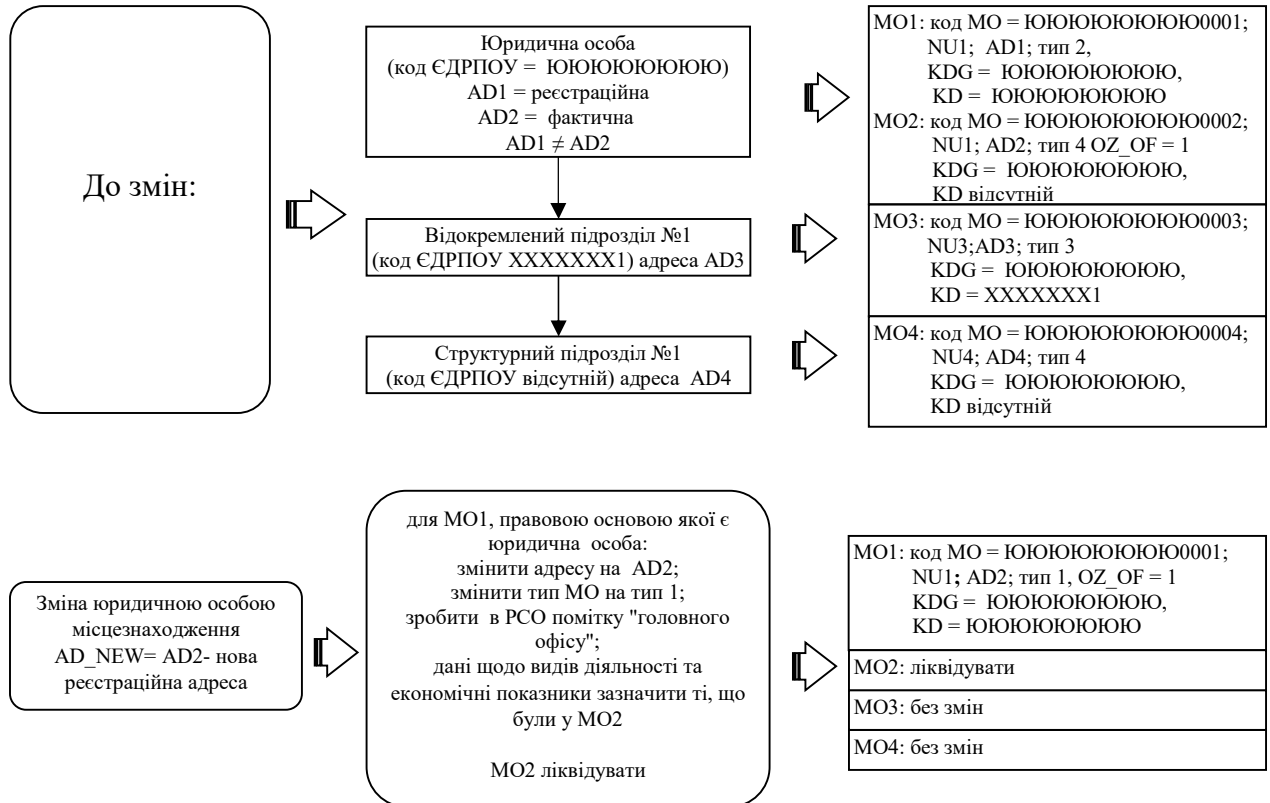 До змін:
Юридична особа
(код ЄДРПОУ = ЮЮЮЮЮЮЮЮ)
AD1 = реєстраційна
AD2 = фактична
AD1 ≠ AD2
Відокремлений підрозділ №1
(код ЄДРПОУ ХХХХХХХ1) адреса AD3
Структурний підрозділ №1
(код ЄДРПОУ відсутній) адреса AD4
МО1: код МО = ЮЮЮЮЮЮЮЮ0001;
NU1; AD1; тип 2,
KDG = ЮЮЮЮЮЮЮЮ,
KD = ЮЮЮЮЮЮЮЮ
МО2: код МО = ЮЮЮЮЮЮЮЮ0002;
NU1; AD2; тип 4 OZ_OF = 1
KDG = ЮЮЮЮЮЮЮЮ,
KD відсутній
МО3: код МО = ЮЮЮЮЮЮЮЮ0003;
NU3;AD3; тип 3
KDG = ЮЮЮЮЮЮЮЮ,
KD = ХХХХХХХ1
МО4: код МО = ЮЮЮЮЮЮЮЮ0004;
NU4; AD4; тип 4
KDG = ЮЮЮЮЮЮЮЮ,
KD відсутній
Зміна юридичною особою
місцезнаходження
AD_NEW= AD2- нова
реєстраційна адреса
для МО1, правовою основою якої є
юридична особа:
змінити адресу на AD2;
змінити тип МО на тип 1;
зробити в РСО помітку "головного
офісу";
дані щодо видів діяльності та
економічні показники зазначити ті, що
були у МО2
МО2 ліквідувати
МО1: код МО = ЮЮЮЮЮЮЮЮ0001;
NU1; AD2; тип 1, OZ_OF = 1
KDG = ЮЮЮЮЮЮЮЮ,
KD = ЮЮЮЮЮЮЮЮ
МО2: ліквідувати
МО3: без змін
МО4: без змін